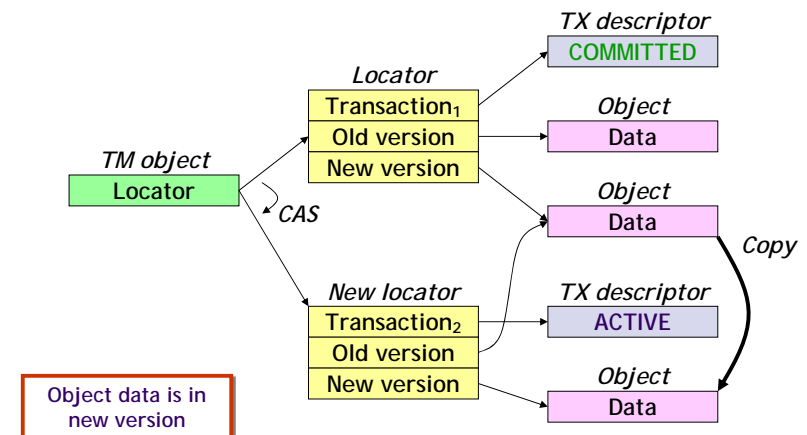 TX descriptor
COMMITTED
Locator
Transaction₁
Old version
New version
Object
Data
TM object
Locator
CAS
Object
Data
Copy
New locator
Transaction₂
Old version
New version
TX descriptor
ACTIVE
Object
Data
Object data is in
new version